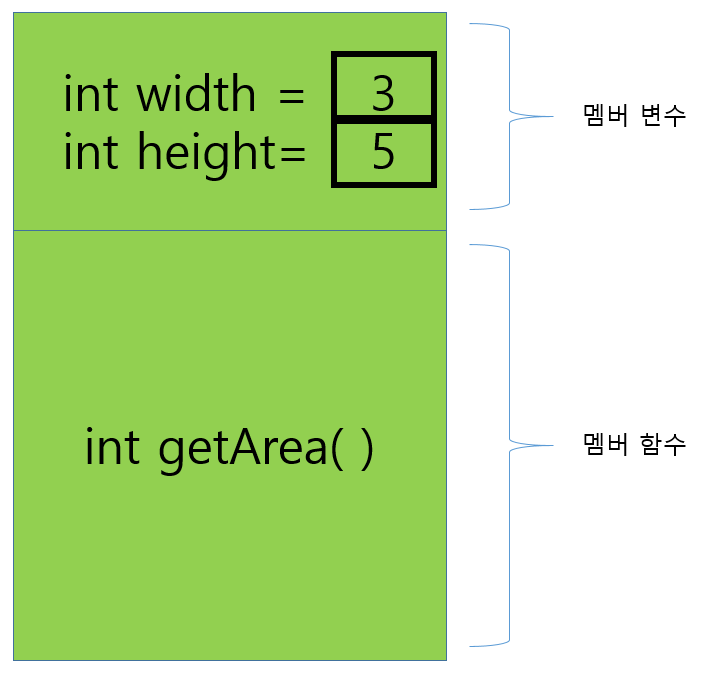 int width = 3
int height= 5
멤버 변수
int getArea( )
멤버 함수